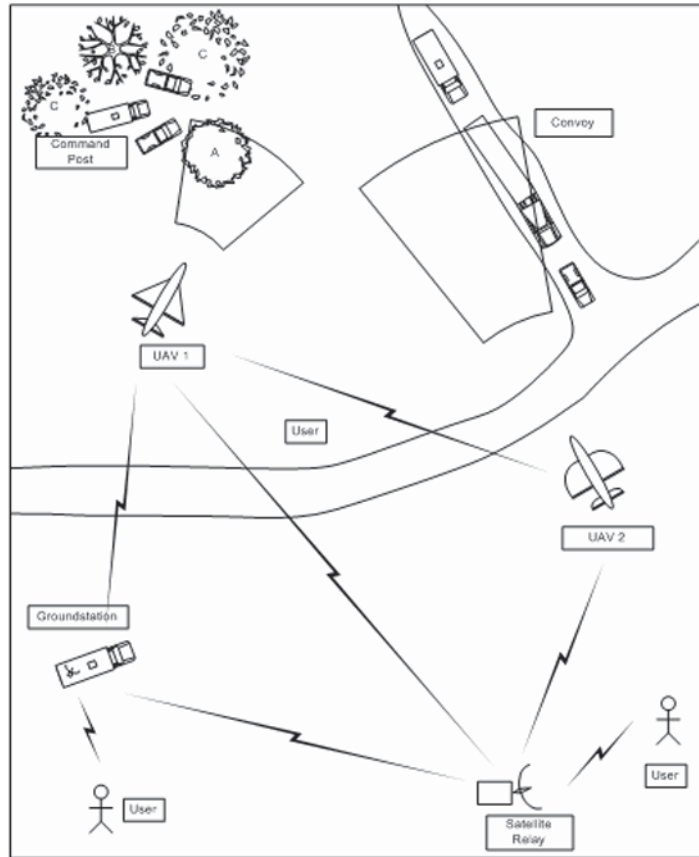 B
C
C
Command
Post
A
Convoy
UAV 1
User
UAV 2
Groundstation
User
User
Satellite
Relay